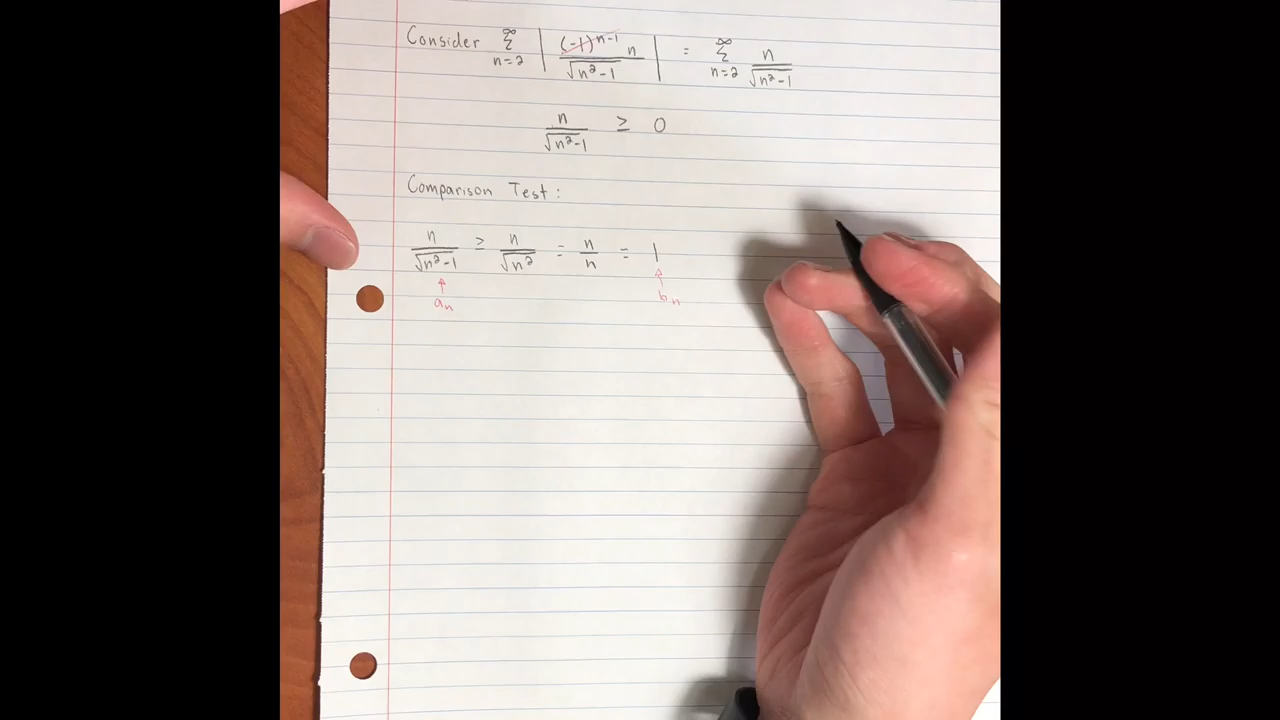 Consider ∑_{n=2}^{∞} | (-1)^{n-1} n / √(n²-1) | = ∑_{n=2}^{∞} n / √(n²-1)
n / √(n²-1) ≥ 0
Comparison Test:
n / √(n²-1) ≥ n / √(n²) = n / n = 1
↑ a_n ↑ b_n